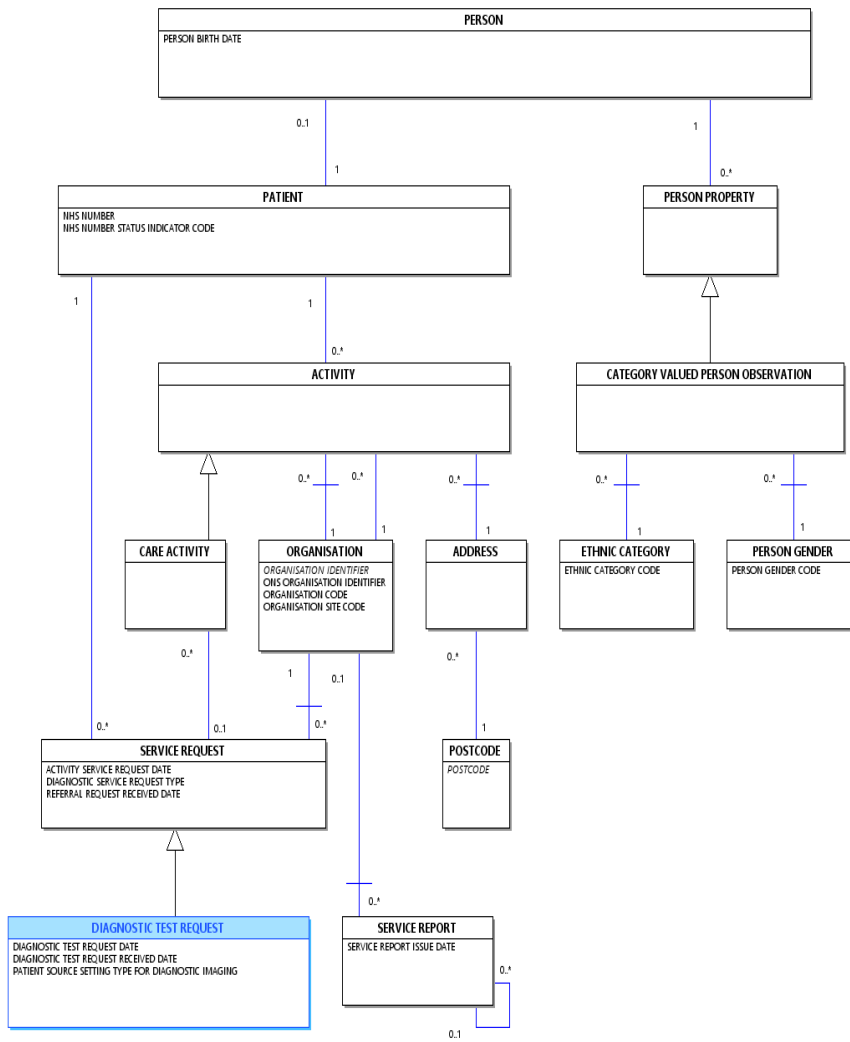 PERSON
PERSON BIRTH DATE
0..1
1
1
0..*
PATIENT
NHS NUMBER
NHS NUMBER STATUS INDICATOR CODE
PERSON PROPERTY
1
1
0..*
ACTIVITY
CATEGORY VALUED PERSON OBSERVATION
0..*
0..*
0..*
0..*
0..*
1
1
1
1
1
CARE ACTIVITY
ORGANISATION
ORGANISATION IDENTIFIER
ONS ORGANISATION IDENTIFIER
ORGANISATION CODE
ORGANISATION SITE CODE
ADDRESS
ETHNIC CATEGORY
ETHNIC CATEGORY CODE
PERSON GENDER
PERSON GENDER CODE
0..*
1
0..1
0..*
0..*
0..1
0..*
1
SERVICE REQUEST
ACTIVITY SERVICE REQUEST DATE
DIAGNOSTIC SERVICE REQUEST TYPE
REFERRAL REQUEST RECEIVED DATE
POSTCODE
POSTCODE
0..*
DIAGNOSTIC TEST REQUEST
DIAGNOSTIC TEST REQUEST DATE
DIAGNOSTIC TEST REQUEST RECEIVED DATE
PATIENT SOURCE SETTING TYPE FOR DIAGNOSTIC IMAGING
SERVICE REPORT
SERVICE REPORT ISSUE DATE
0..*
0..1